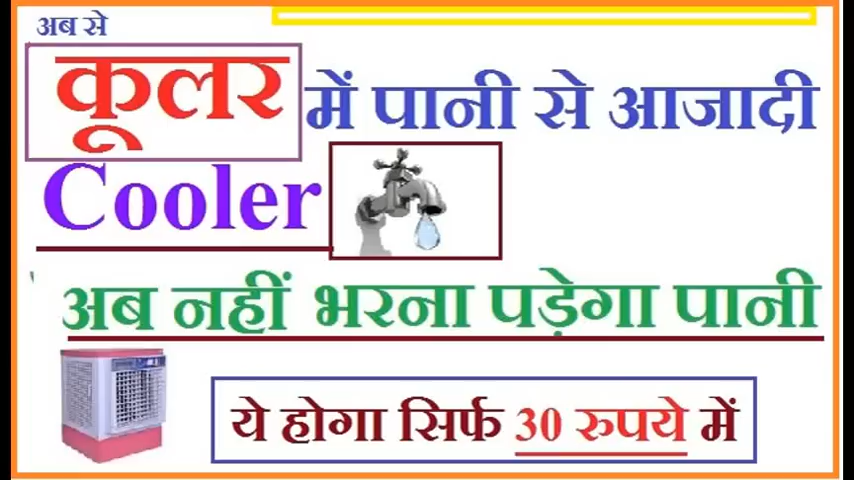 अब से
कूलर में पानी से आजादी
Cooler
अब नहीं भरना पड़ेगा पानी
ये होगा सिर्फ 30 रुपये में